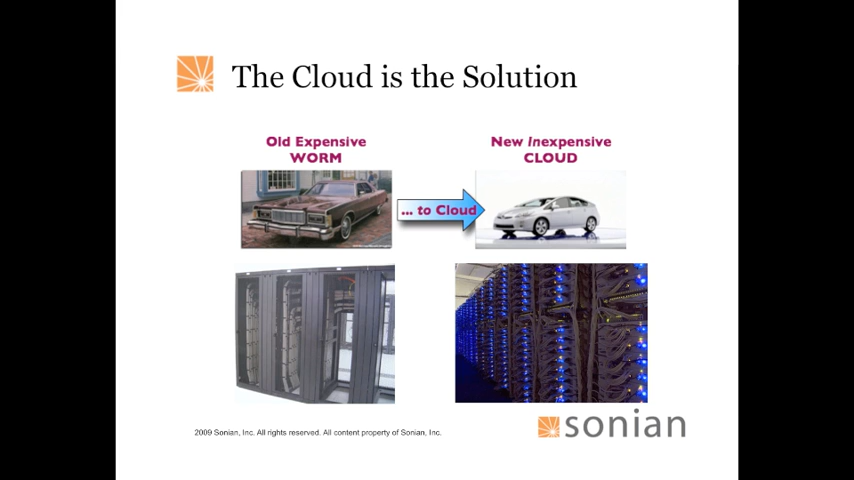 The Cloud is the Solution
Old Expensive
WORM
New inexpensive
CLOUD
... to Cloud
2009 Sonian, Inc. All rights reserved. All content property of Sonian, Inc.
sonian